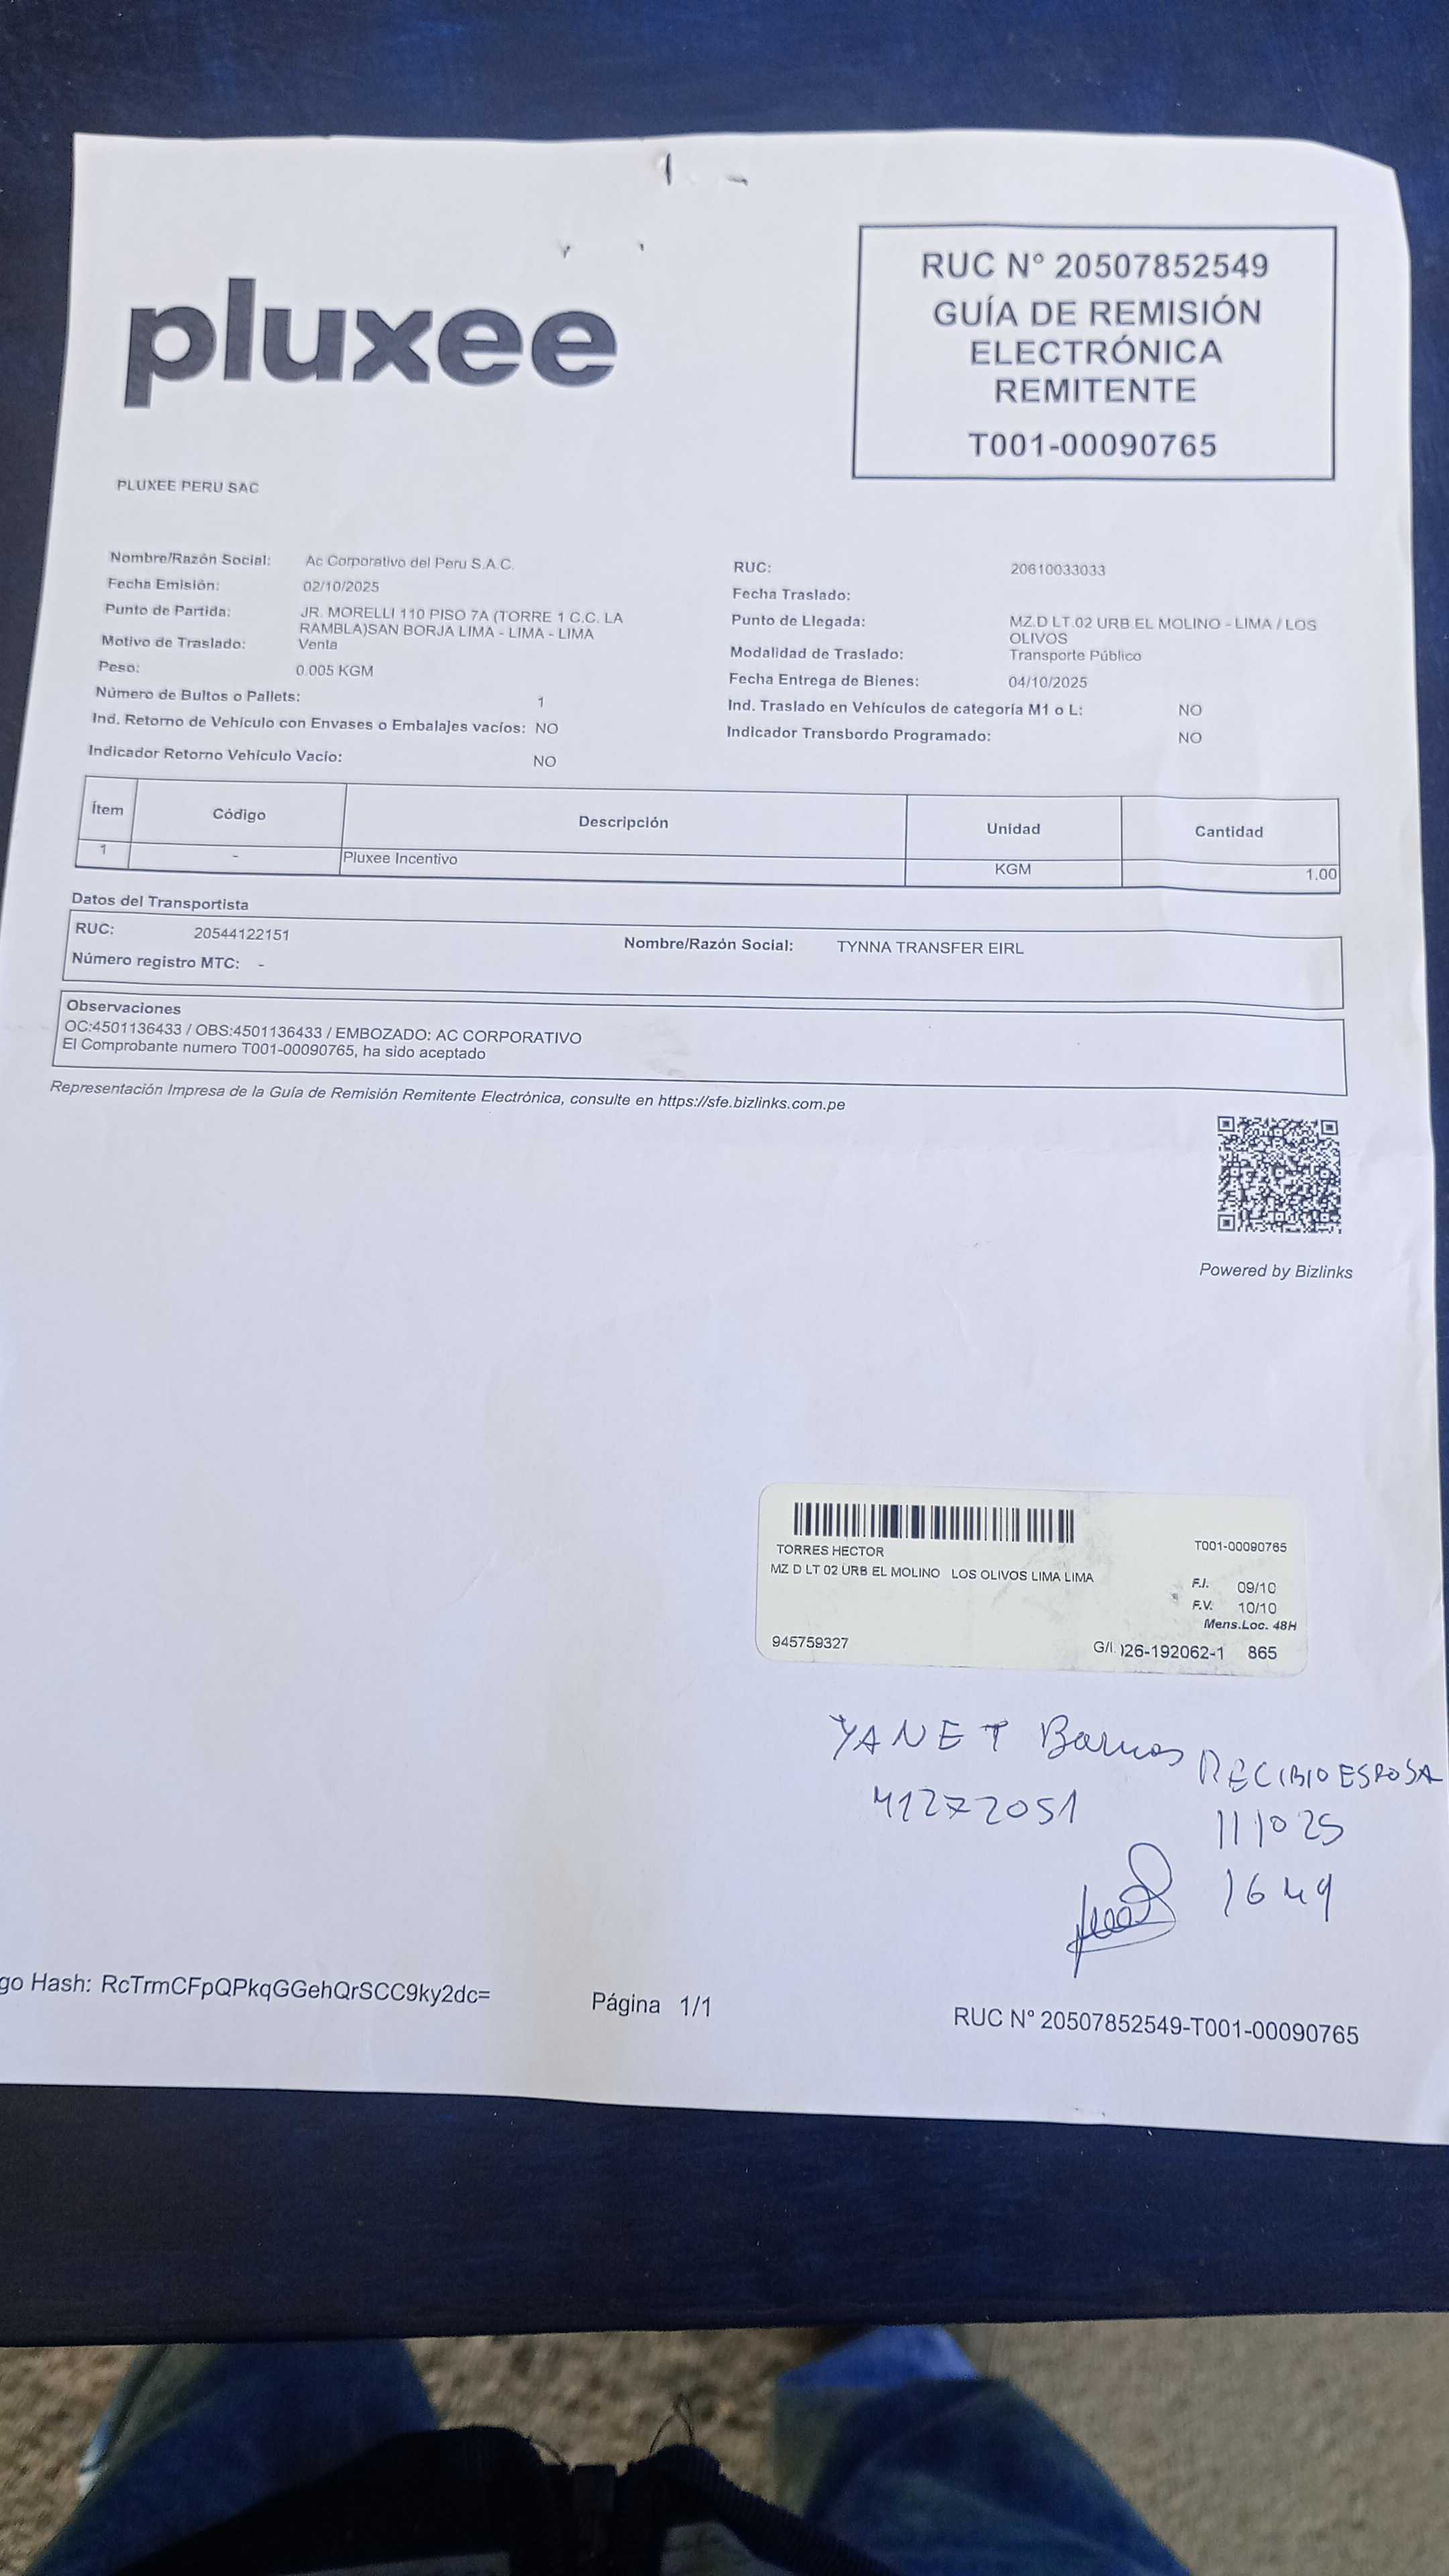 pluxee
RUC N° 20507852549
GUÍA DE REMISIÓN
ELECTRÓNICA
REMITENTE
T001-00090765
PLUXEE PERU SAC
Nombre/Razón Social: Ac Corporativo del Peru S.A.C.
Fecha Emisión: 02/10/2025
Punto de Partida: JR. MORELLI 110 PISO 7A (TORRE 1 C.C. LA
RAMBLA)SAN BORJA LIMA - LIMA - LIMA
Motivo de Traslado: Venta
Peso: 0.005 KGM
Número de Bultos o Pallets: 1
Ind. Retorno de Vehículo con Envases o Embalajes vacíos: NO
Indicador Retorno Vehículo Vacio: NO
RUC: 20610033033
Fecha Traslado:
Punto de Llegada: MZ.D LT.02 URB EL MOLINO - LIMA / LOS
OLIVOS
Modalidad de Traslado: Transporte Público
Fecha Entrega de Bienes: 04/10/2025
Ind. Traslado en Vehículos de categoría M1 o L: NO
Indicador Transbordo Programado: NO
Ítem Código Descripción Unidad Cantidad
1 - Pluxee Incentivo KGM 1.00
Datos del Transportista
RUC: 20544122151 Nombre/Razón Social: TYNNA TRANSFER EIRL
Número registro MTC: -
Observaciones
OC:4501136433 / OBS:4501136433 / EMBOZADO: AC CORPORATIVO
El Comprobante numero T001-00090765, ha sido aceptado
Representación Impresa de la Guía de Remisión Remitente Electrónica, consulte en https://sfe.bizlinks.com.pe
Powered by Bizlinks
TORRES HECTOR T001-00090765
MZ D LT 02 URB EL MOLINO LOS OLIVOS LIMA LIMA
F.I. 09/10
F.V. 10/10
Mens.Loc. 48H
945759327 G/I. 26-192062-1 865
YANET Barrios RECIBIO ESPOSA
41272051 111025
1649
go Hash: RcTrmCFpQPkqGGehQrSCC9ky2dc= Página 1/1 RUC N° 20507852549-T001-00090765